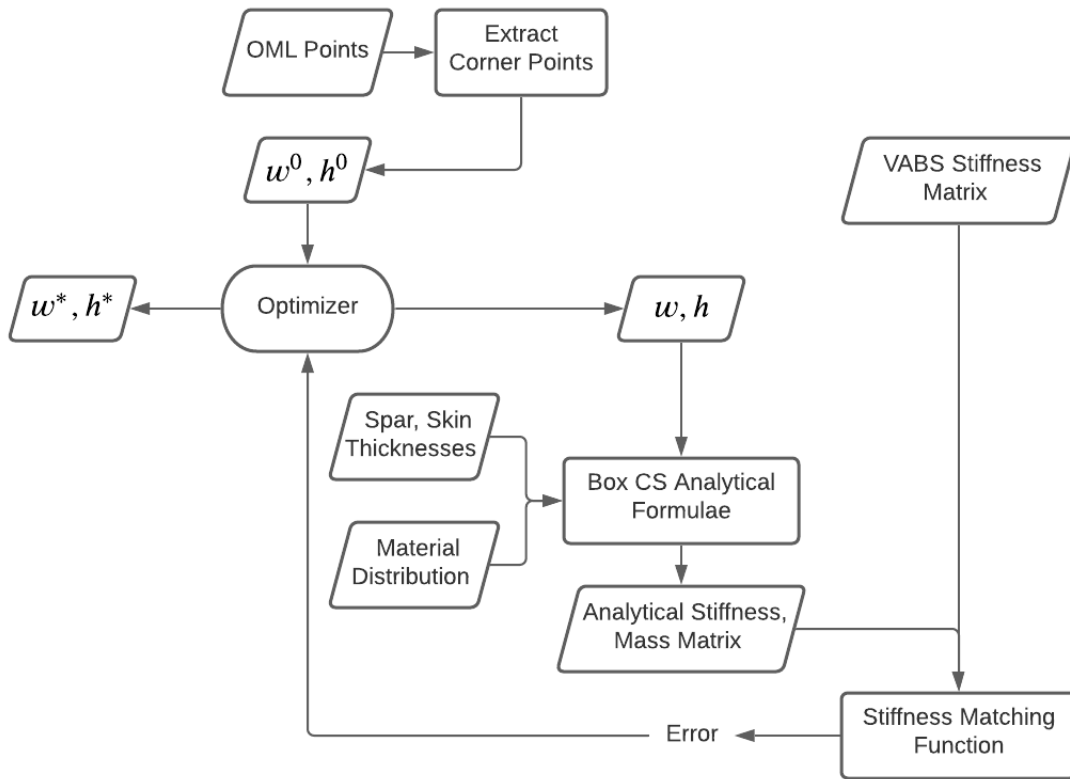 OML Points
Extract
Corner Points
w⁰, h⁰
VABS Stiffness
Matrix
w*, h*
Optimizer
w, h
Spar, Skin
Thicknesses
Box CS Analytical
Formulae
Material
Distribution
Analytical Stiffness,
Mass Matrix
Error
Stiffness Matching
Function